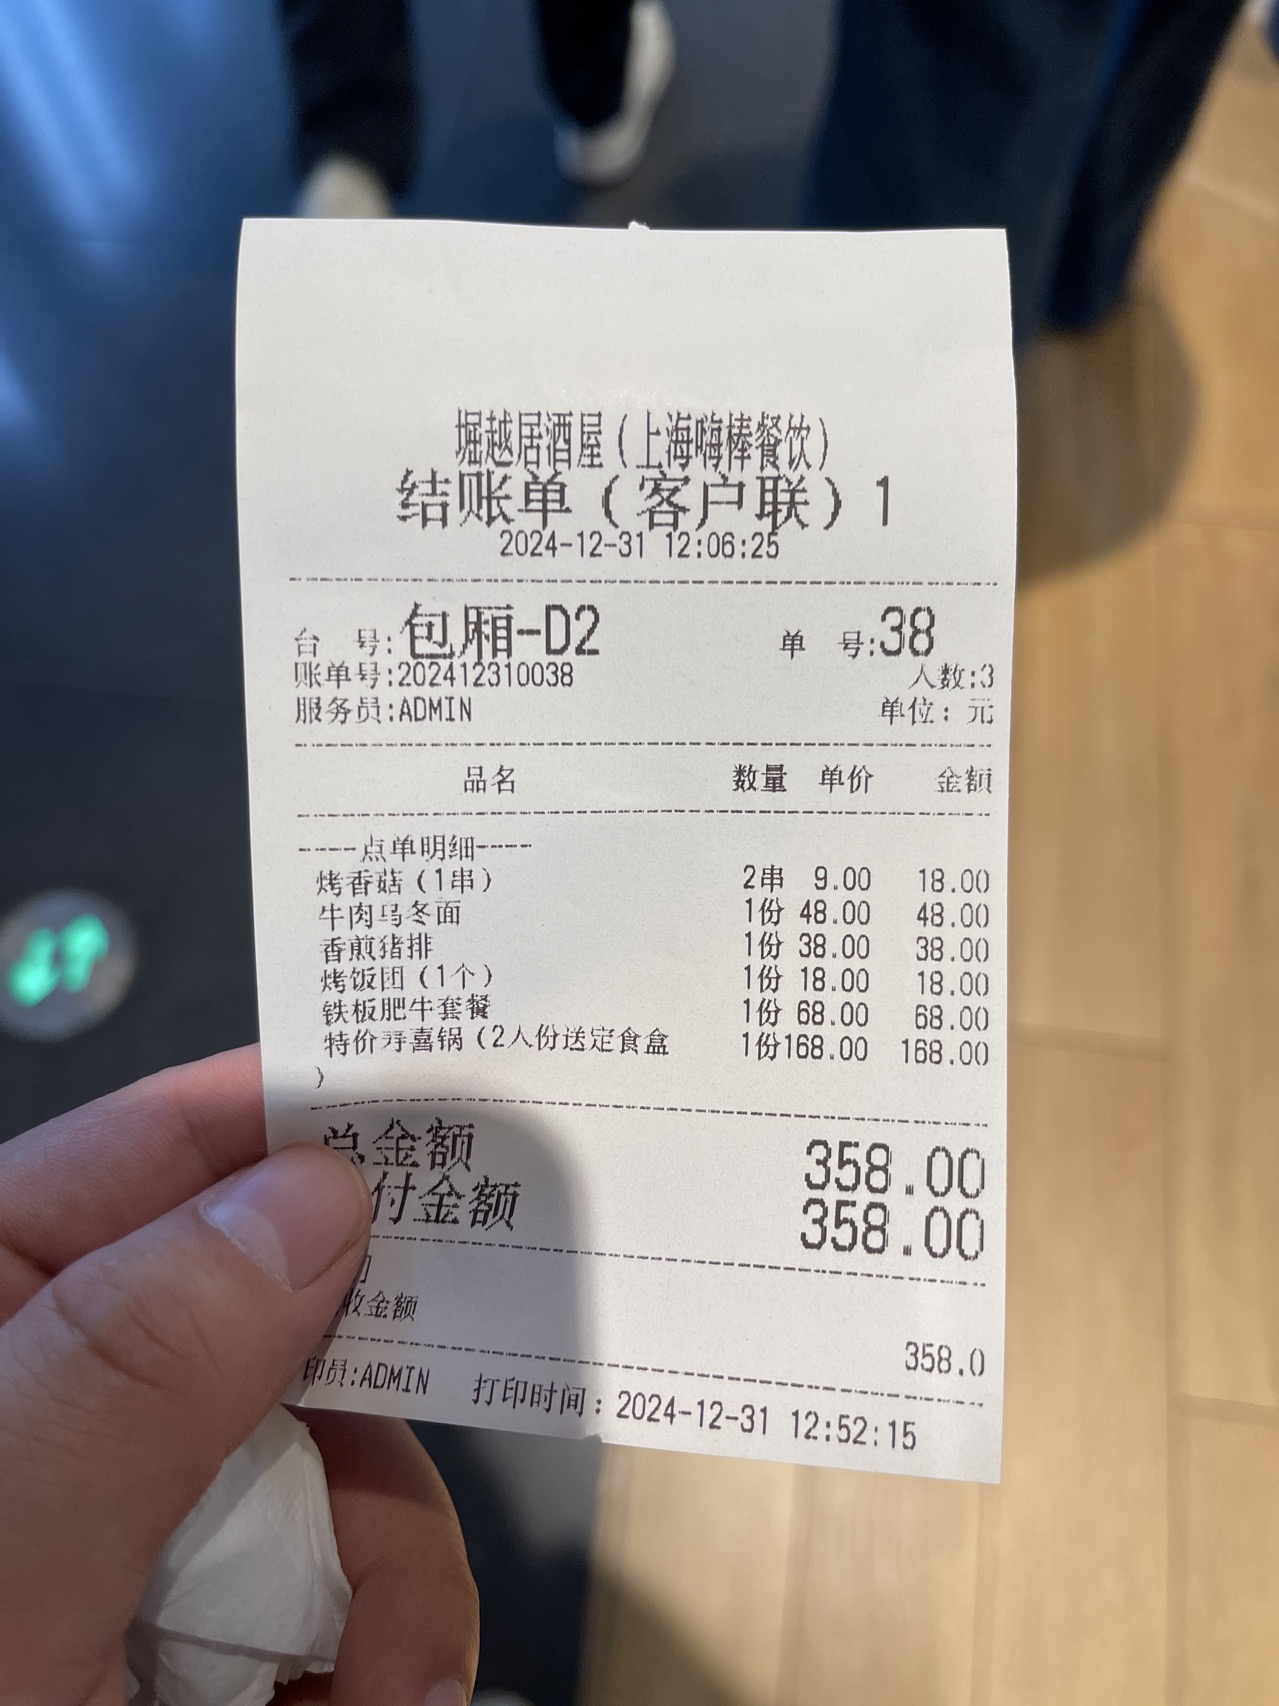 堀越居酒屋（上海嗨棒餐饮）
结账单（客户联）1
2024-12-31 12:06:25
台 号:包厢-D2 单 号:38
账单号:202412310038 人数:3
服务员:ADMIN 单位: 元
品名 数量 单价 金额
----点单明细----
烤香菇（1串） 2串 9.00 18.00
牛肉乌冬面 1份 48.00 48.00
香煎猪排 1份 38.00 38.00
烤饭团（1个） 1份 18.00 18.00
铁板肥牛套餐 1份 68.00 68.00
特价寿喜锅（2人份送定食盒 1份168.00 168.00
）
总金额 358.00
付金额 358.00
收金额
358.0
印员:ADMIN 打印时间: 2024-12-31 12:52:15